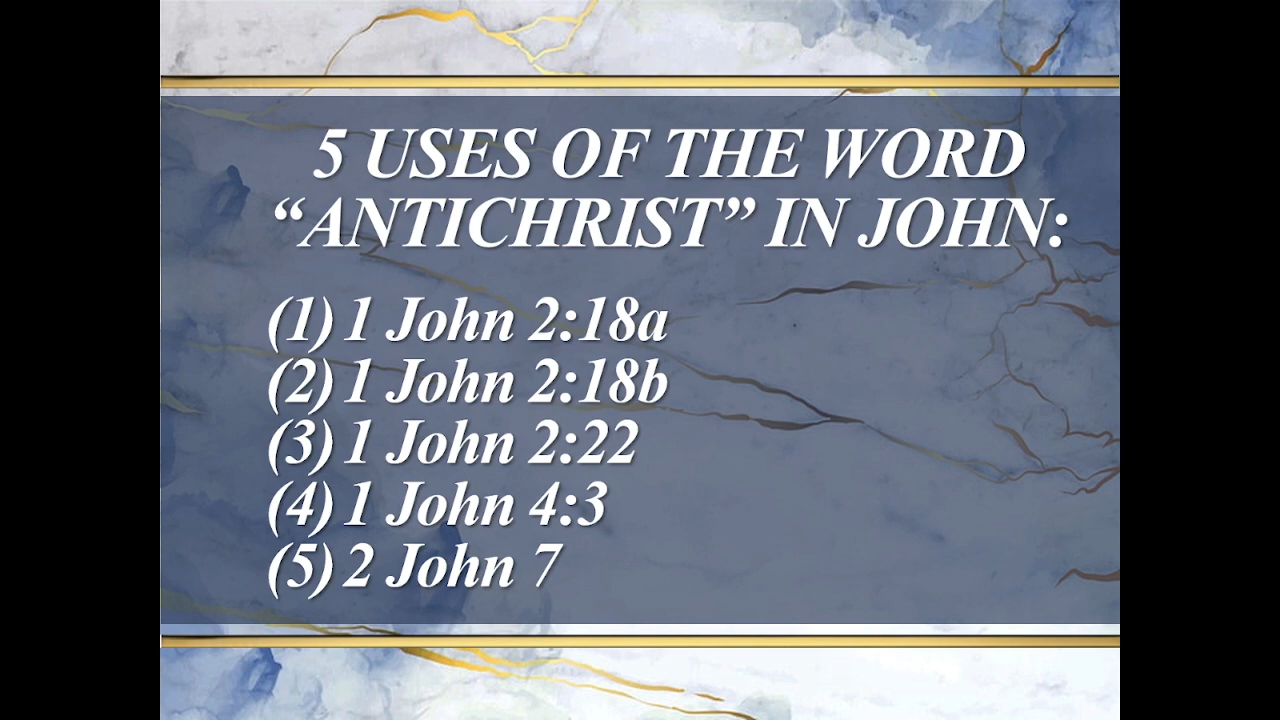 5 USES OF THE WORD
“ANTICHRIST” IN JOHN:
(1) 1 John 2:18a
(2) 1 John 2:18b
(3) 1 John 2:22
(4) 1 John 4:3
(5) 2 John 7